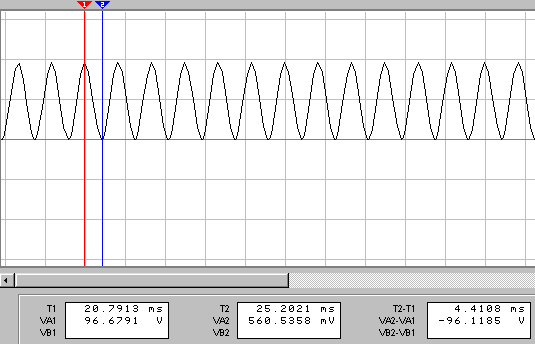 1 2
T1 20.7913 ms T2 25.2021 ms T2-T1 4.4108 ms
VA1 96.6791 V VA2 560.5358 mV VA2-VA1 -96.1185 V
VB1 VB2 VB2-VB1